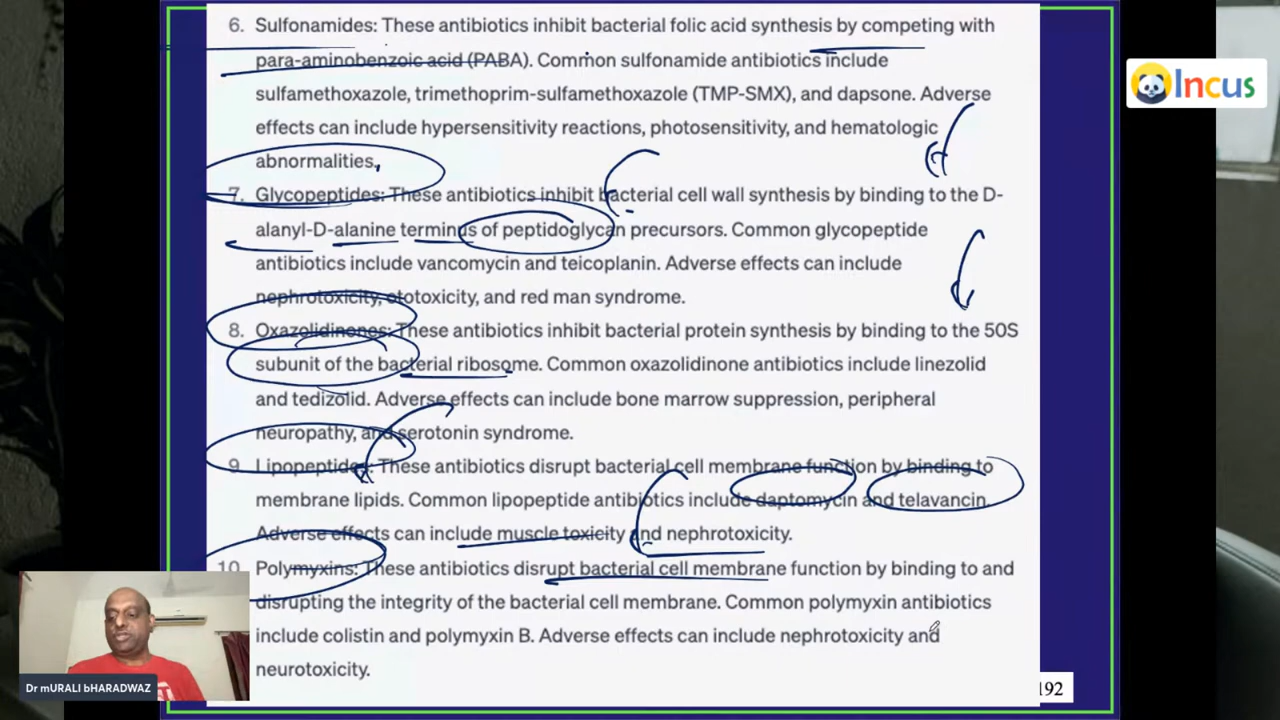 6. Sulfonamides: These antibiotics inhibit bacterial folic acid synthesis by competing with
para-aminobenzoic acid (PABA). Common sulfonamide antibiotics include
sulfamethoxazole, trimethoprim-sulfamethoxazole (TMP-SMX), and dapsone. Adverse
effects can include hypersensitivity reactions, photosensitivity, and hematologic
abnormalities.
7. Glycopeptides: These antibiotics inhibit bacterial cell wall synthesis by binding to the D-
alanyl-D-alanine terminus of peptidoglycan precursors. Common glycopeptide
antibiotics include vancomycin and teicoplanin. Adverse effects can include
nephrotoxicity, ototoxicity, and red man syndrome.
8. Oxazolidinones: These antibiotics inhibit bacterial protein synthesis by binding to the 50S
subunit of the bacterial ribosome. Common oxazolidinone antibiotics include linezolid
and tedizolid. Adverse effects can include bone marrow suppression, peripheral
neuropathy, and serotonin syndrome.
9. Lipopeptides: These antibiotics disrupt bacterial cell membrane function by binding to
membrane lipids. Common lipopeptide antibiotics include daptomycin and telavancin.
Adverse effects can include muscle toxicity and nephrotoxicity.
10. Polymyxins: These antibiotics disrupt bacterial cell membrane function by binding to and
disrupting the integrity of the bacterial cell membrane. Common polymyxin antibiotics
include colistin and polymyxin B. Adverse effects can include nephrotoxicity and
neurotoxicity.
Incus
Dr mURALI bHARADWAZ
192